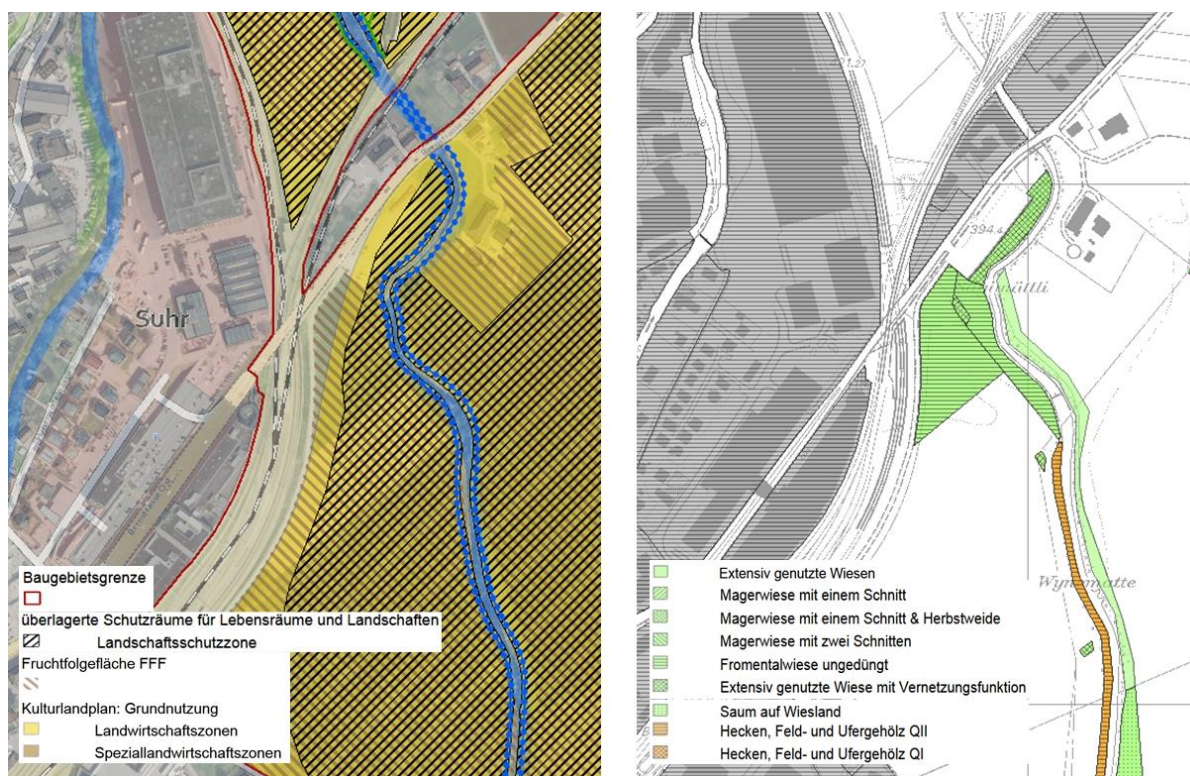 Suhr
Baugebietsgrenze
überlagerte Schutzräume für Lebensräume und Landschaften
Landschaftsschutzzone
Fruchtfolgefläche FFF
Kulturlandplan: Grundnutzung
Landwirtschaftszonen
Speziallandwirtschaftszonen
394.4
Extensiv genutzte Wiesen
Magerwiese mit einem Schnitt
Magerwiese mit einem Schnitt & Herbstweide
Magerwiese mit zwei Schnitten
Fromentalwiese ungedüngt
Extensiv genutzte Wiese mit Vernetzungsfunktion
Saum auf Wiesland
Hecken, Feld- und Ufergehölz QII
Hecken, Feld- und Ufergehölz QI